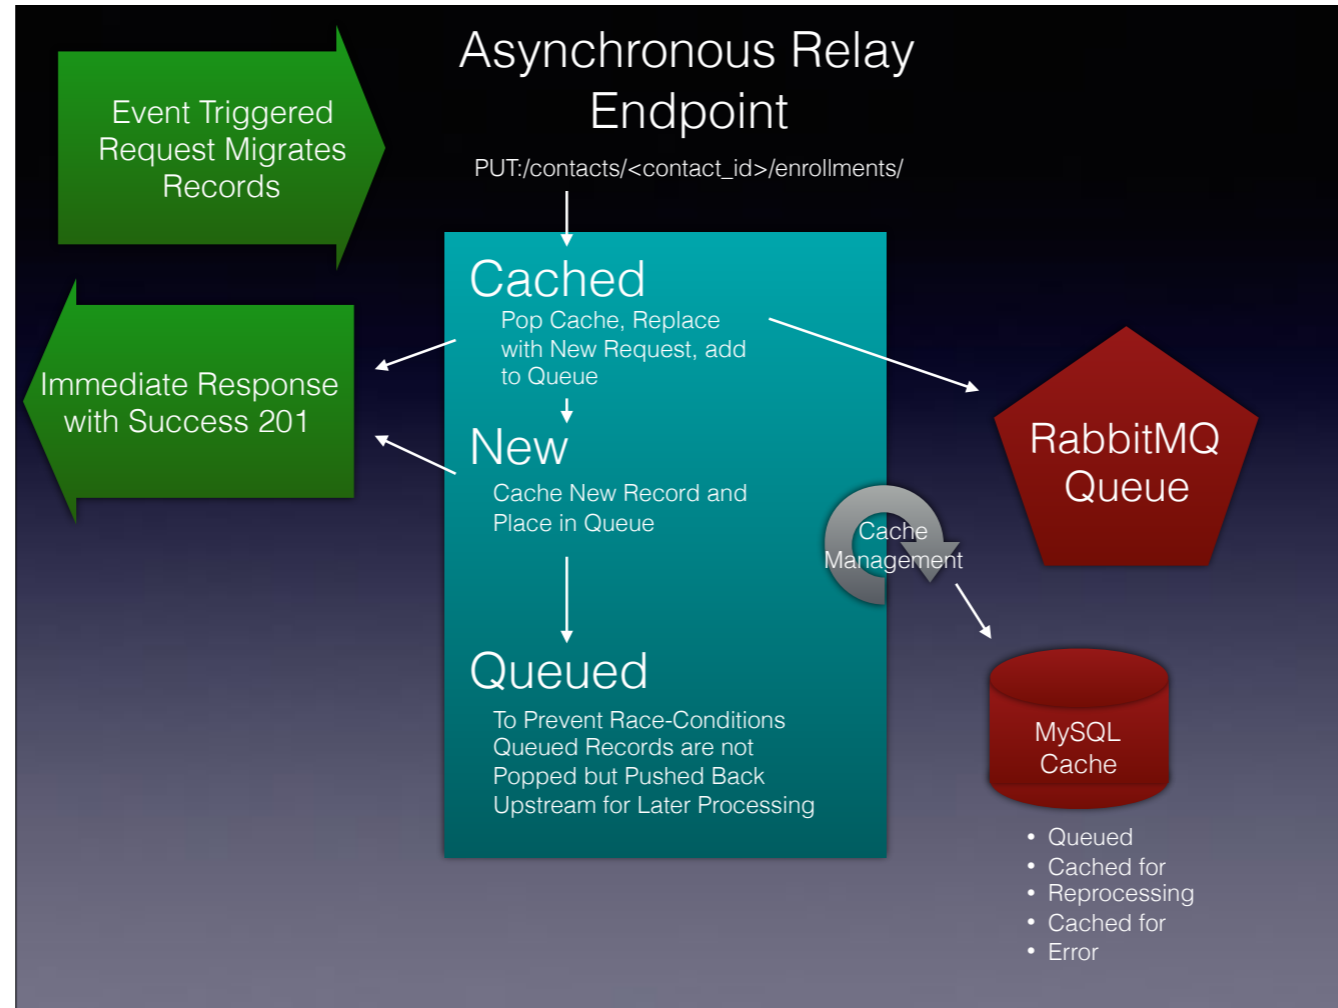 Asynchronous Relay
Endpoint
PUT:/contacts/<contact_id>/enrollments/
Event Triggered
Request Migrates
Records
Immediate Response
with Success 201
Cached
Pop Cache, Replace
with New Request, add
to Queue
New
Cache New Record and
Place in Queue
Queued
To Prevent Race-Conditions
Queued Records are not
Popped but Pushed Back
Upstream for Later Processing
Cache
Management
RabbitMQ
Queue
MySQL
Cache
• Queued
• Cached for
• Reprocessing
• Cached for
• Error